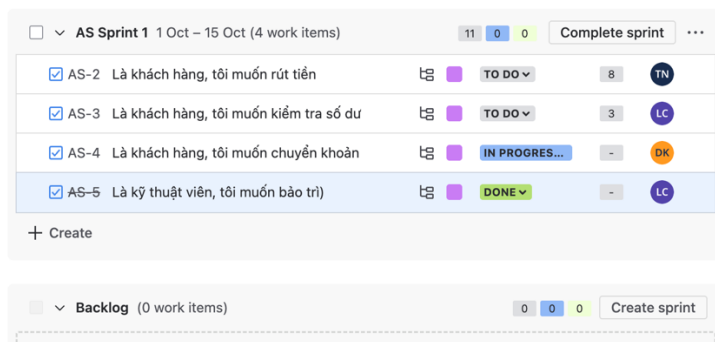 AS Sprint 1 1 Oct – 15 Oct (4 work items) 11 0 0 Complete sprint
AS-2 Là khách hàng, tôi muốn rút tiền TO DO 8 TN
AS-3 Là khách hàng, tôi muốn kiểm tra số dư TO DO 3 LC
AS-4 Là khách hàng, tôi muốn chuyển khoản IN PROGRES... - DK
AS-5 Là kỹ thuật viên, tôi muốn bảo trì) DONE - LC
+ Create
Backlog (0 work items) 0 0 0 Create sprint